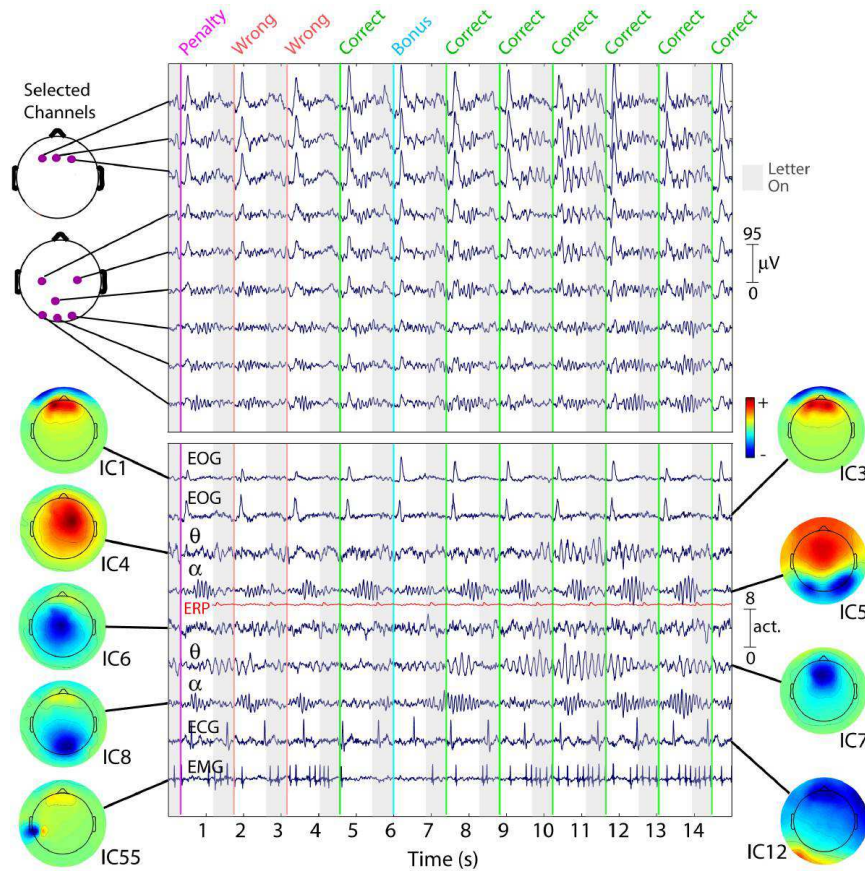 Penalty Wrong Wrong Correct Bonus Correct Correct Correct Correct Correct Correct
Selected
Channels
Letter
On
95
μV
0
+
-
IC1
EOG
IC3
EOG
IC4
θ
α
IC5
ERP
8
act.
0
IC6
θ
IC7
α
IC8
ECG
EMG
IC55
IC12
1 2 3 4 5 6 7 8 9 10 11 12 13 14
Time (s)